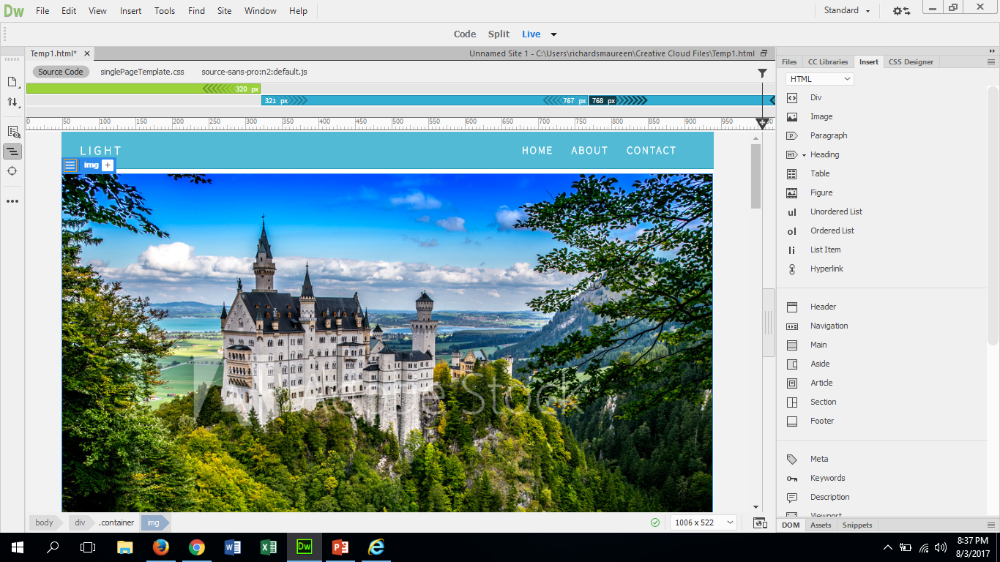 Dw File Edit View Insert Tools Find Site Window Help Standard
Code Split Live
Temp1.html* × Unnamed Site 1 - C:\Users\richardsmaureen\Creative Cloud Files\Temp1.html
Source Code singlePageTemplate.css source-sans-pro:n2:default.js
320 px
321 px 767 px 768 px
0 50 100 150 200 250 300 350 400 450 500 550 600 650 700 750 800 850 900 950
LIGHT HOME ABOUT CONTACT
img +
Adobe Stock
body div .container img 1006 x 522
Files CC Libraries Insert CSS Designer
HTML
Div
Image
Paragraph
H1 Heading
Table
Figure
ul Unordered List
ol Ordered List
li List Item
Hyperlink
Header
Navigation
Main
Aside
Article
Section
Footer
Meta
Keywords
Description
Viewport
DOM Assets Snippets
Dw
8:37 PM
8/3/2017